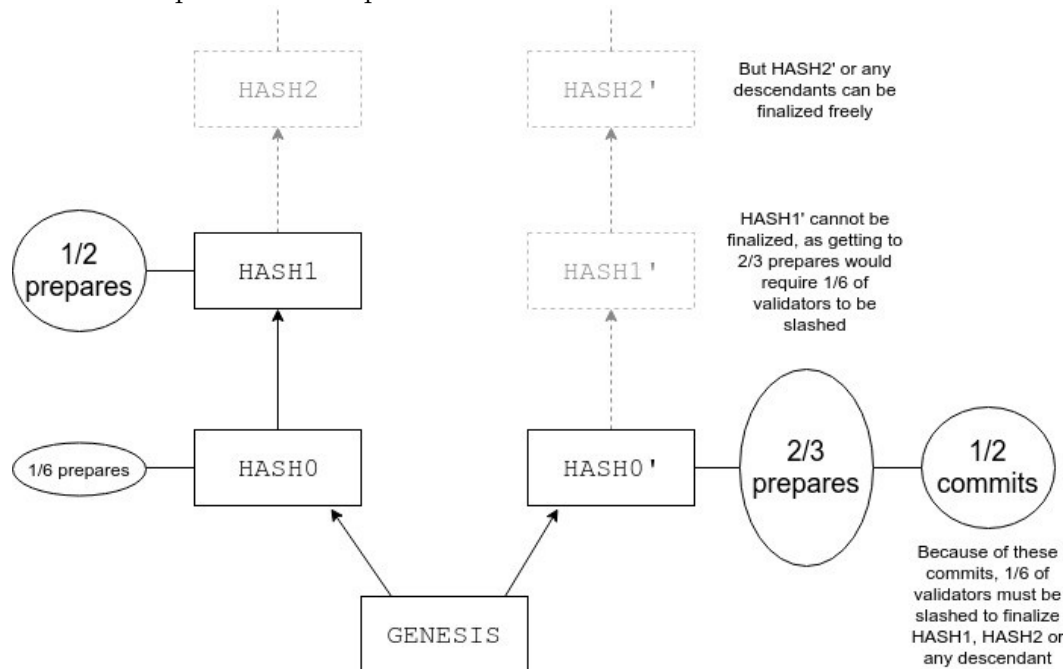 HASH2
HASH2'
But HASH2' or any
descendants can be
finalized freely
1/2
prepares
HASH1
HASH1'
HASH1' cannot be
finalized, as getting to
2/3 prepares would
require 1/6 of
validators to be
slashed
1/6 prepares
HASH0
HASH0'
2/3
prepares
1/2
commits
Because of these
commits, 1/6 of
validators must be
slashed to finalize
HASH1, HASH2 or
any descendant
GENESIS